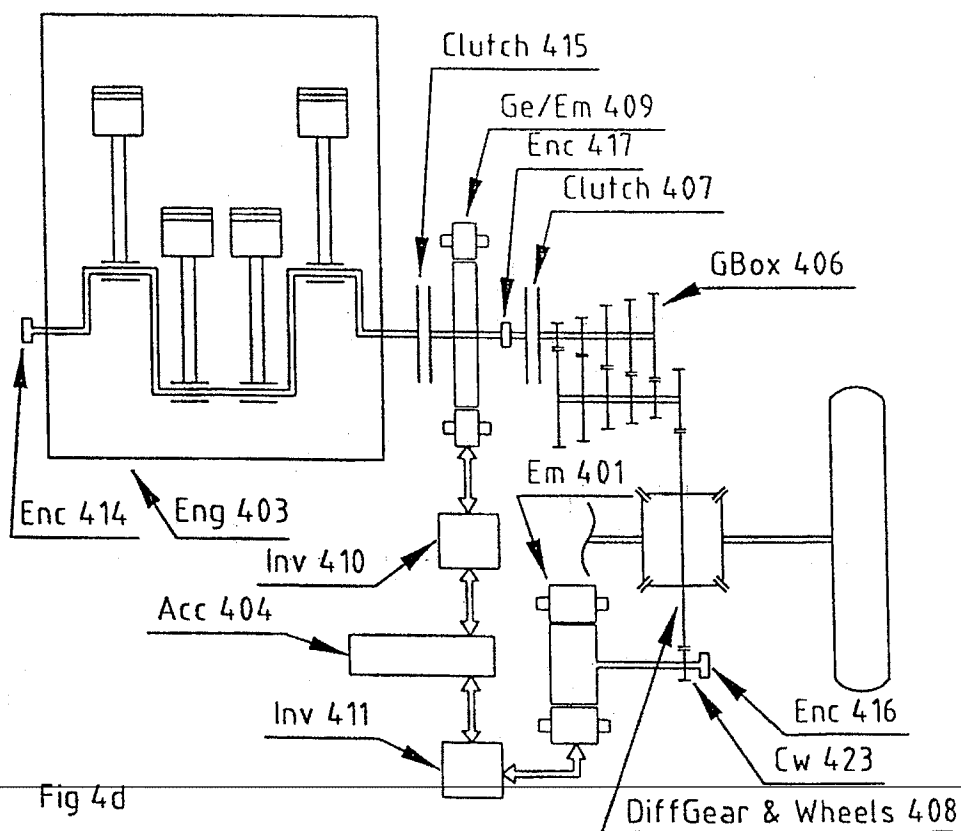 Clutch 415
Ge/Em 409
Enc 417
Clutch 407
GBox 406
Em 401
Enc 414
Eng 403
Inv 410
Acc 404
Inv 411
Enc 416
Cw 423
Fig 4d
DiffGear & Wheels 408